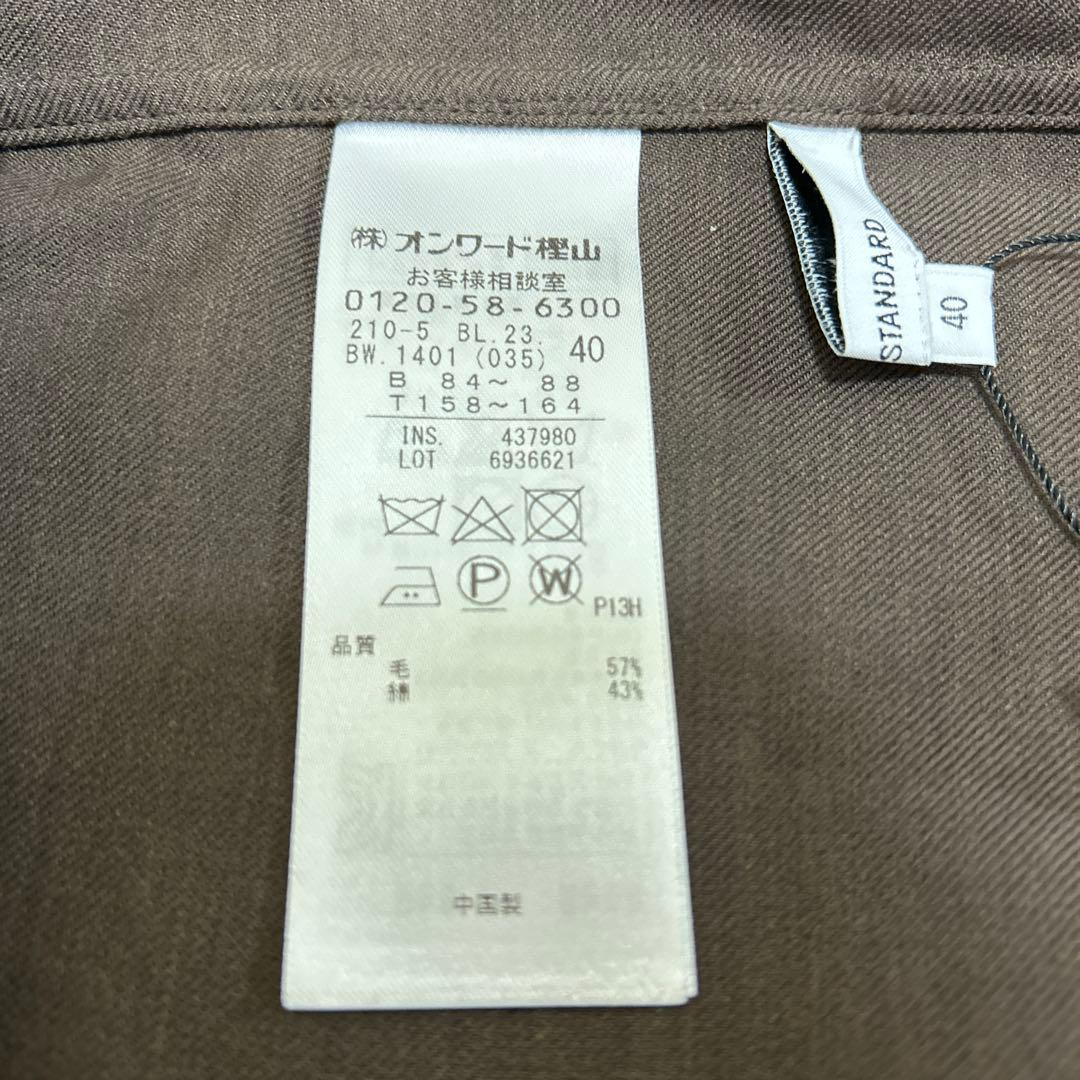 (株)オンワード樫山
お客様相談室
0120-58-6300
210-5 BL.23.
BW.1401 (035) 40
B 84～ 88
T158～164
INS. 437980
LOT 6936621
P
W
P13H
品質
毛 57%
綿 43%
中国製
STANDARD
40